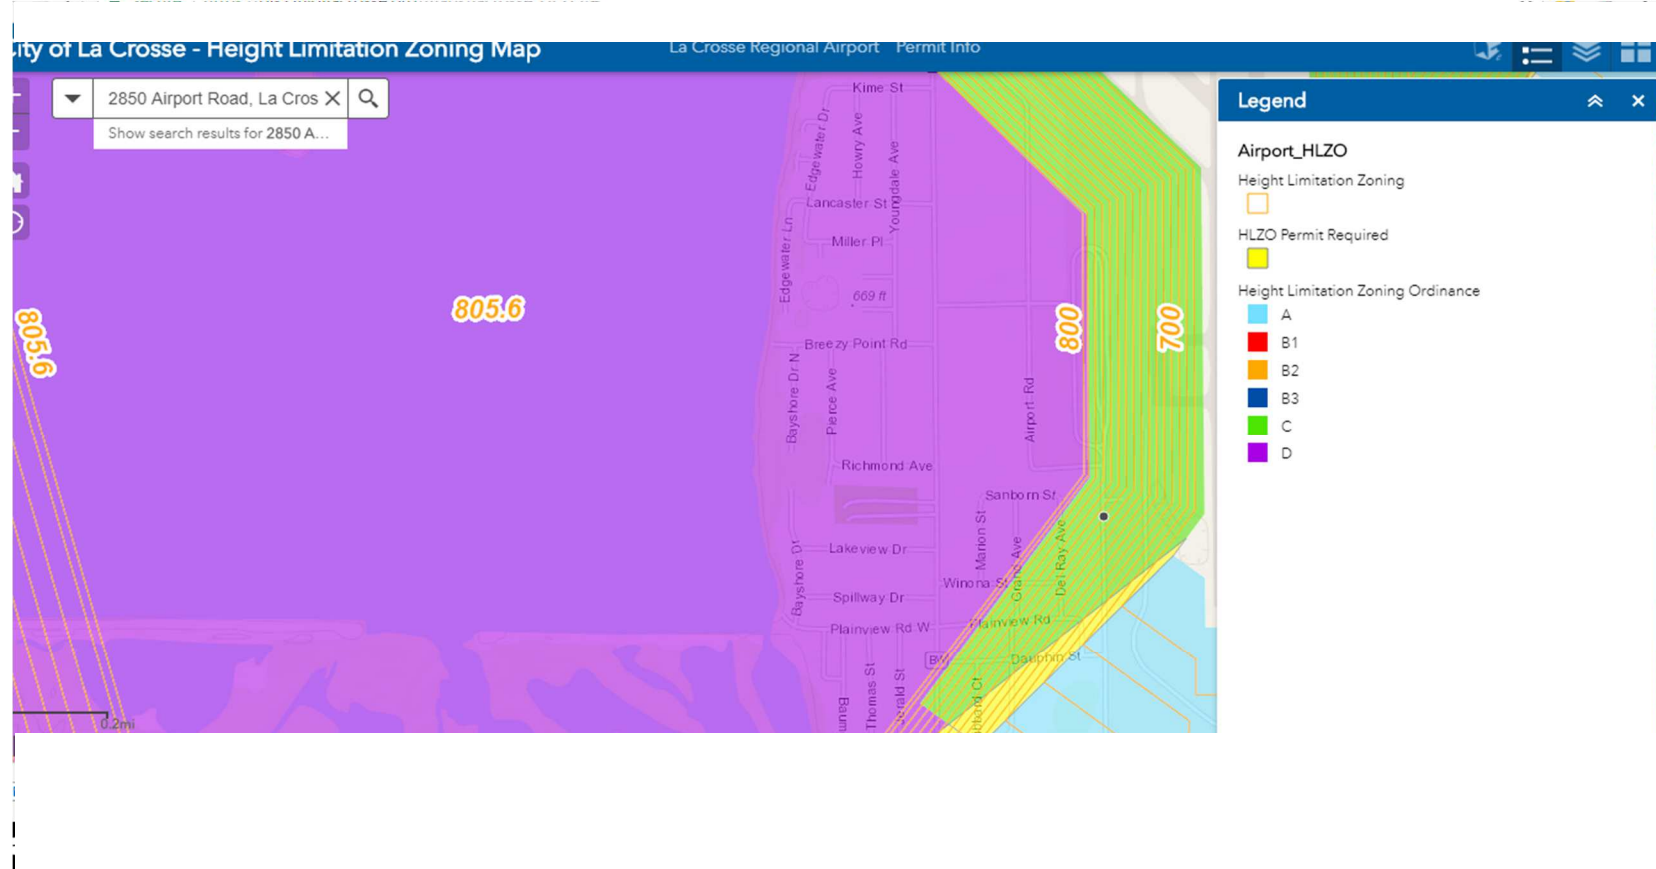 ity of La Crosse - Height Limitation Zoning Map
La Crosse Regional Airport Permit Info
2850 Airport Road, La Cros
Show search results for 2850 A...
Legend
Airport_HLZO
Height Limitation Zoning
HLZO Permit Required
Height Limitation Zoning Ordinance
A
B1
B2
B3
C
D
Kime St
Edgewater Dr
Howry Ave
Youngdale Ave
Lancaster St
Edgewater Ln
Miller Pl
669 ft
805.6
805.6
800
700
Breezy Point Rd
Bayshore Dr N
Pierce Ave
Airport Rd
Richmond Ave
Sanborn St
Marion St
Grand Ave
Del Ray Ave
Lakeview Dr
Bayshore Dr
Winona S
Spillway Dr
Plainview Rd W
Plainview Rd
BW
Dauphin St
Thomas St
erald St
Baum
0.2mi